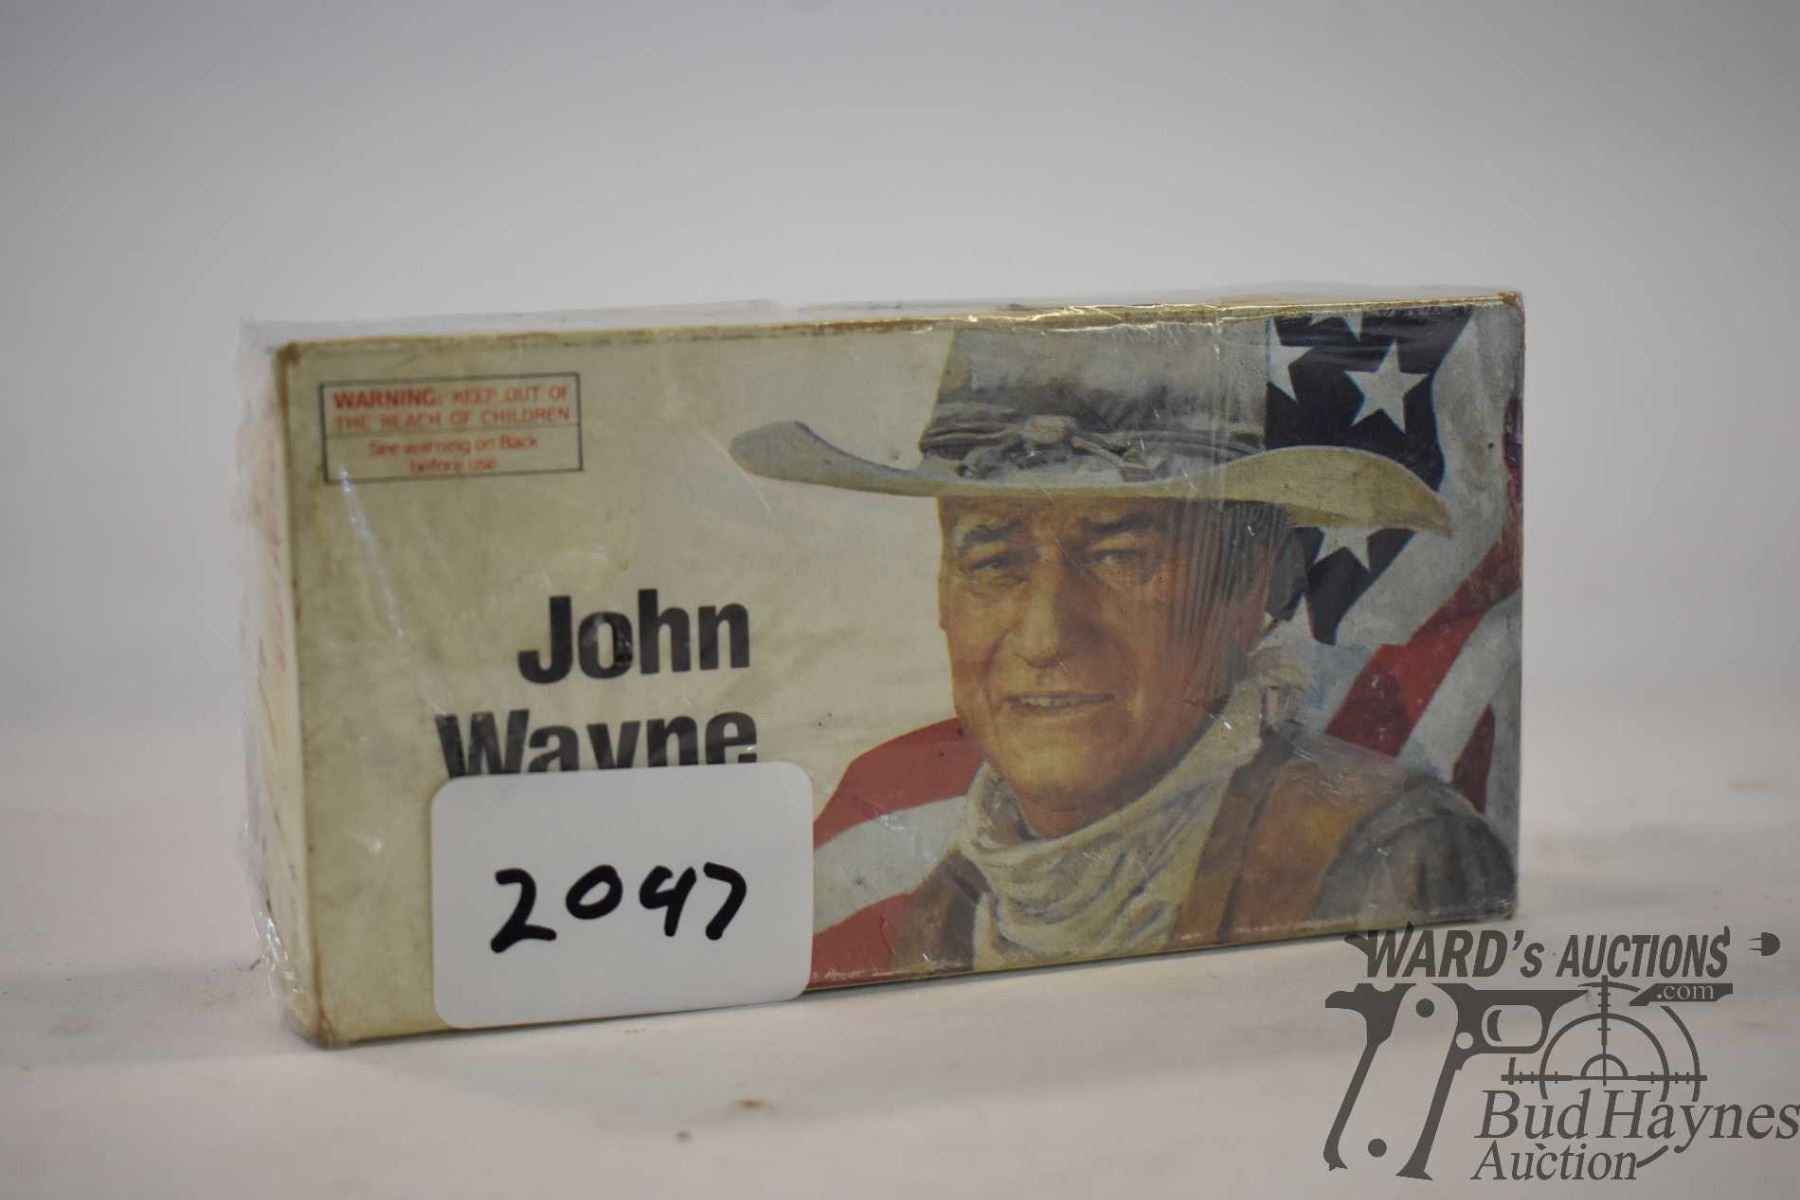 WARNING: KEEP OUT OF
THE REACH OF CHILDREN
See warning on Back
before use
John
Wayne
2047
WARD's AUCTIONS
.com
Bud Haynes
Auction